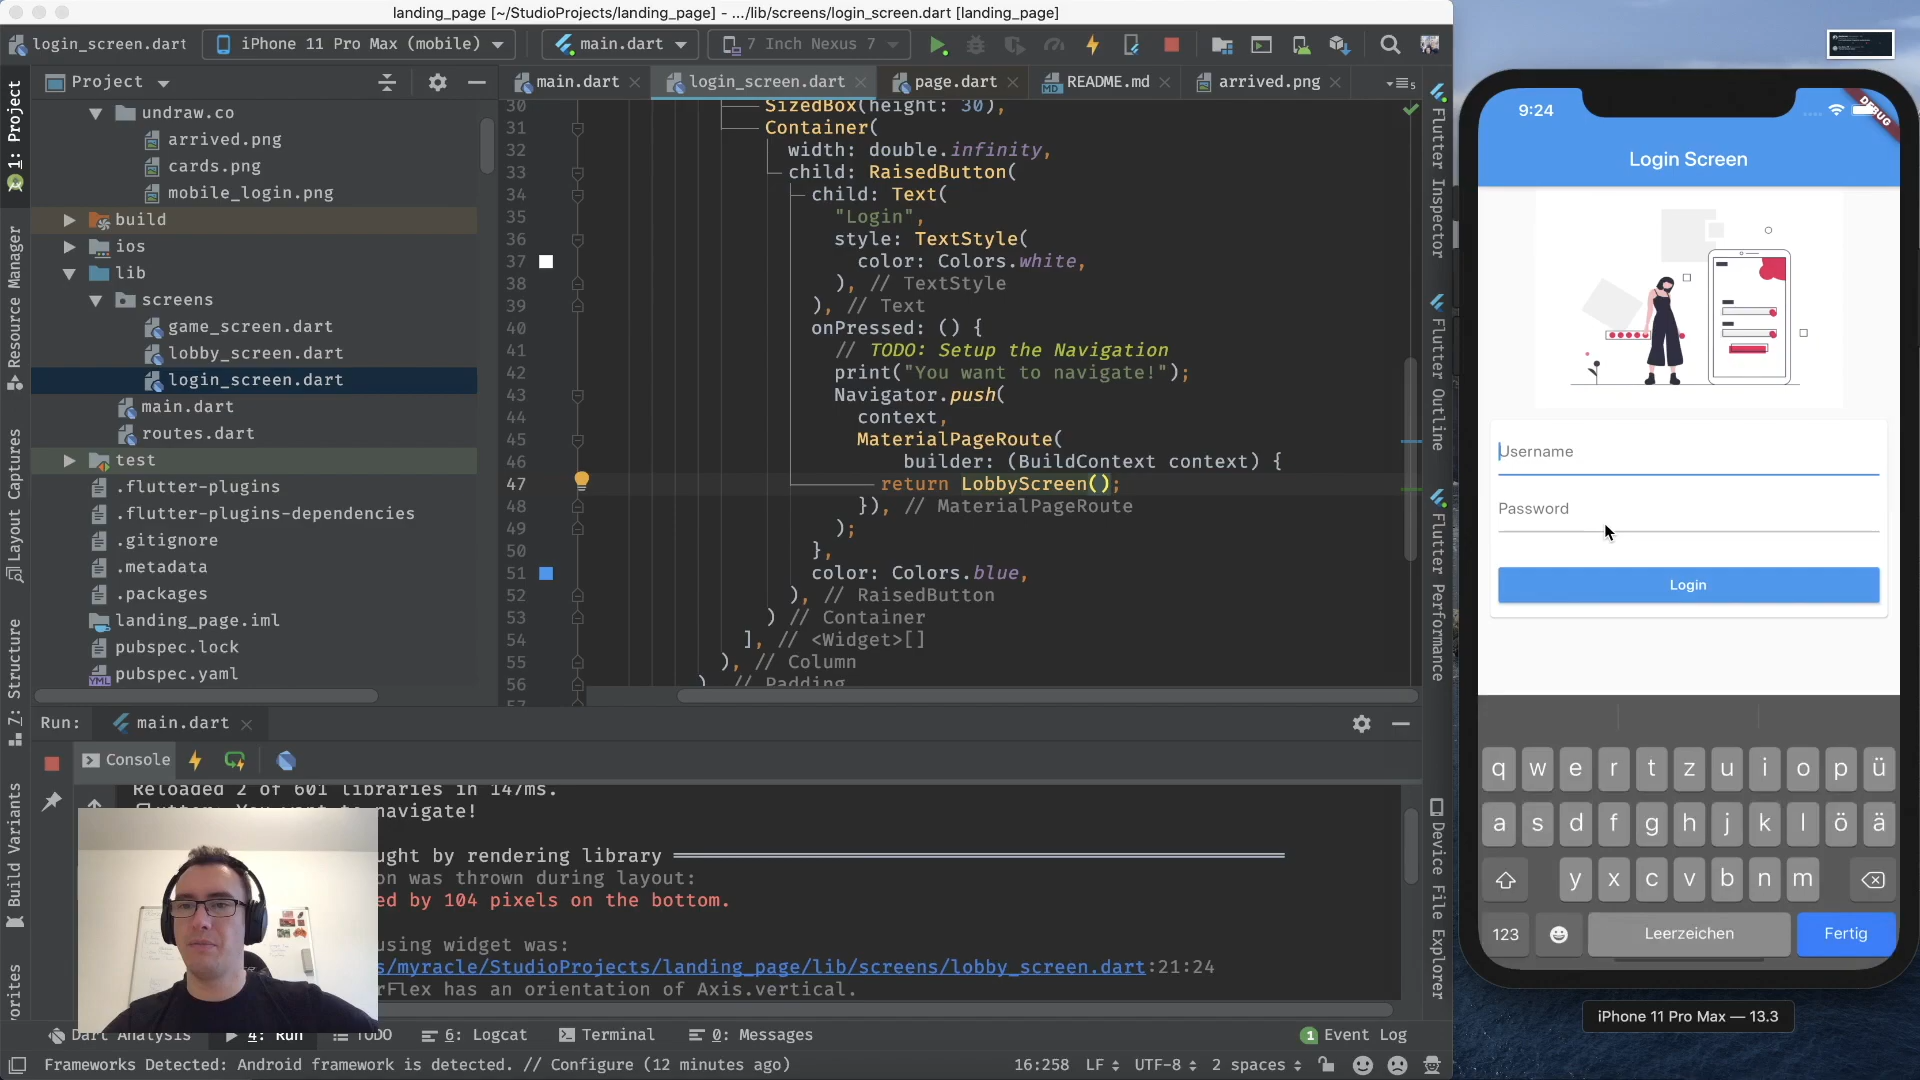 landing_page [~/StudioProjects/landing_page] - .../lib/screens/login_screen.dart [landing_page]
login_screen.dart
iPhone 11 Pro Max (mobile)
main.dart
7 Inch Nexus 7
Project
main.dart
login_screen.dart
page.dart
README.md
arrived.png
1: Project
Resource Manager
Layout Captures
7: Structure
Build Variants
undraw.co
arrived.png
cards.png
mobile_login.png
build
ios
lib
screens
game_screen.dart
lobby_screen.dart
login_screen.dart
main.dart
routes.dart
test
.flutter-plugins
.flutter-plugins-dependencies
.gitignore
.metadata
.packages
landing_page.iml
pubspec.lock
pubspec.yaml
30 SizedBox(height: 30),
31 Container(
32 width: double.infinity,
33 child: RaisedButton(
34 child: Text(
35 "Login",
36 style: TextStyle(
37 color: Colors.white,
38 ), // TextStyle
39 ), // Text
40 onPressed: () {
41 // TODO: Setup the Navigation
42 print("You want to navigate!");
43 Navigator.push(
44 context,
45 MaterialPageRoute(
46 builder: (BuildContext context) {
47 return LobbyScreen();
48 }), // MaterialPageRoute
49 );
50 },
51 color: Colors.blue,
52 ), // RaisedButton
53 ) // Container
54 ], // <Widget>[]
55 ), // Column
56 ) // Padding
57
Flutter Inspector
Flutter Outline
Flutter Performance
Device File Explorer
Run:
main.dart
Console
Reloaded 2 of 601 libraries in 147ms.
navigate!
ught by rendering library
on was thrown during layout:
ed by 104 pixels on the bottom.
using widget was:
s/myracle/StudioProjects/landing_page/lib/screens/lobby_screen.dart:21:24
rFlex has an orientation of Axis.vertical.
Dart Analysis
4: Run
TODO
6: Logcat
Terminal
0: Messages
1 Event Log
Frameworks Detected: Android framework is detected. // Configure (12 minutes ago)
16:258
LF
UTF-8
2 spaces
9:24
DEBUG
Login Screen
Username
Password
Login
q w e r t z u i o p ü
a s d f g h j k l ö ä
y x c v b n m
123
Leerzeichen
Fertig
iPhone 11 Pro Max — 13.3